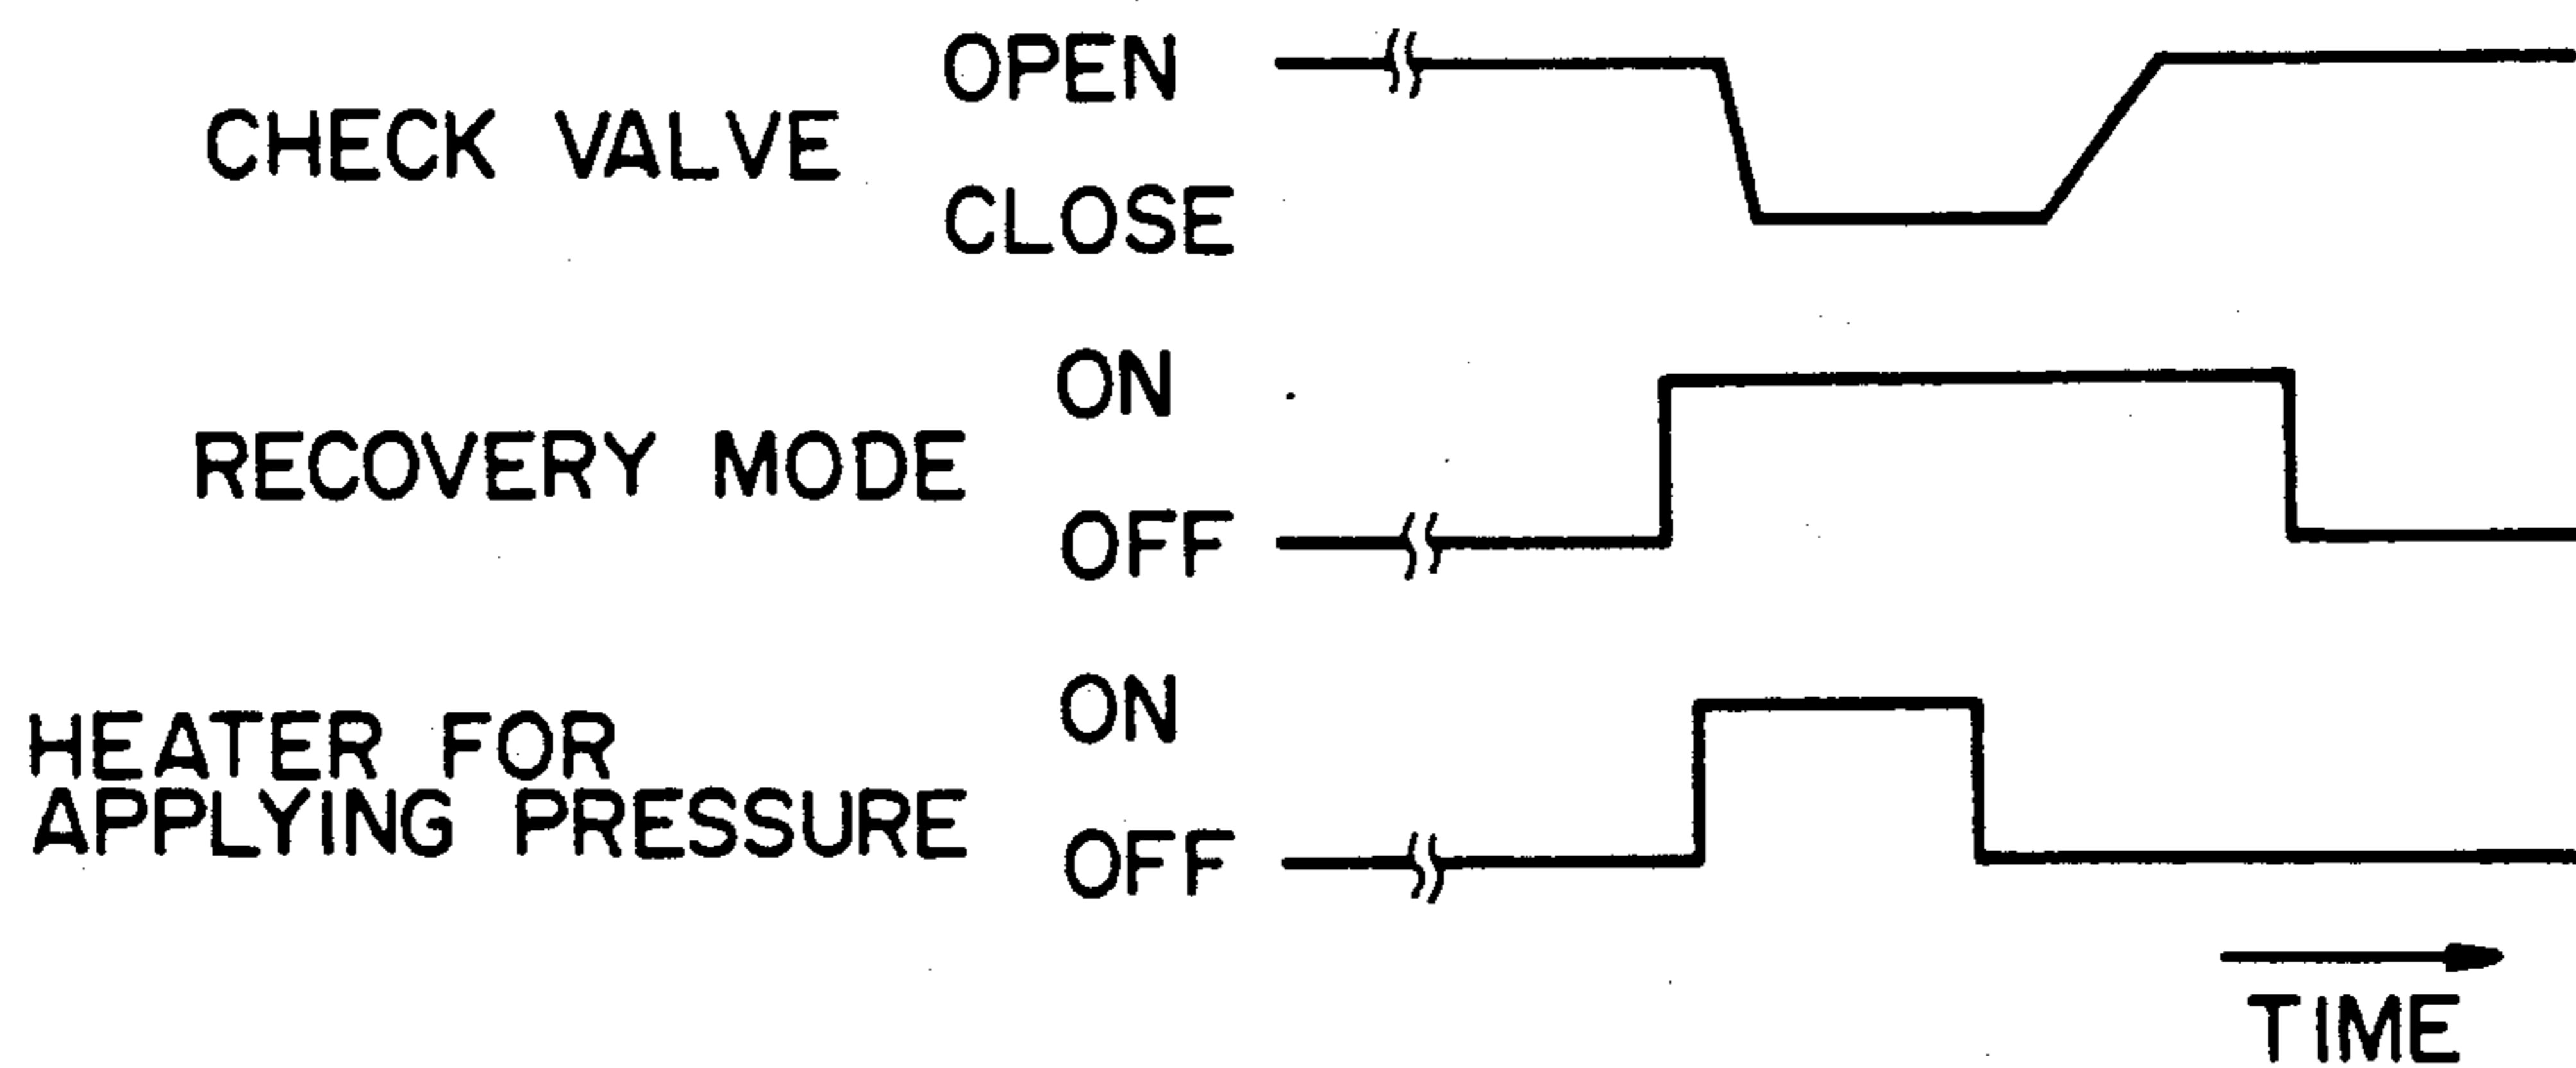 OPEN
CHECK VALVE
CLOSE
ON
RECOVERY MODE
OFF
ON
HEATER FOR
APPLYING PRESSURE
OFF
TIME